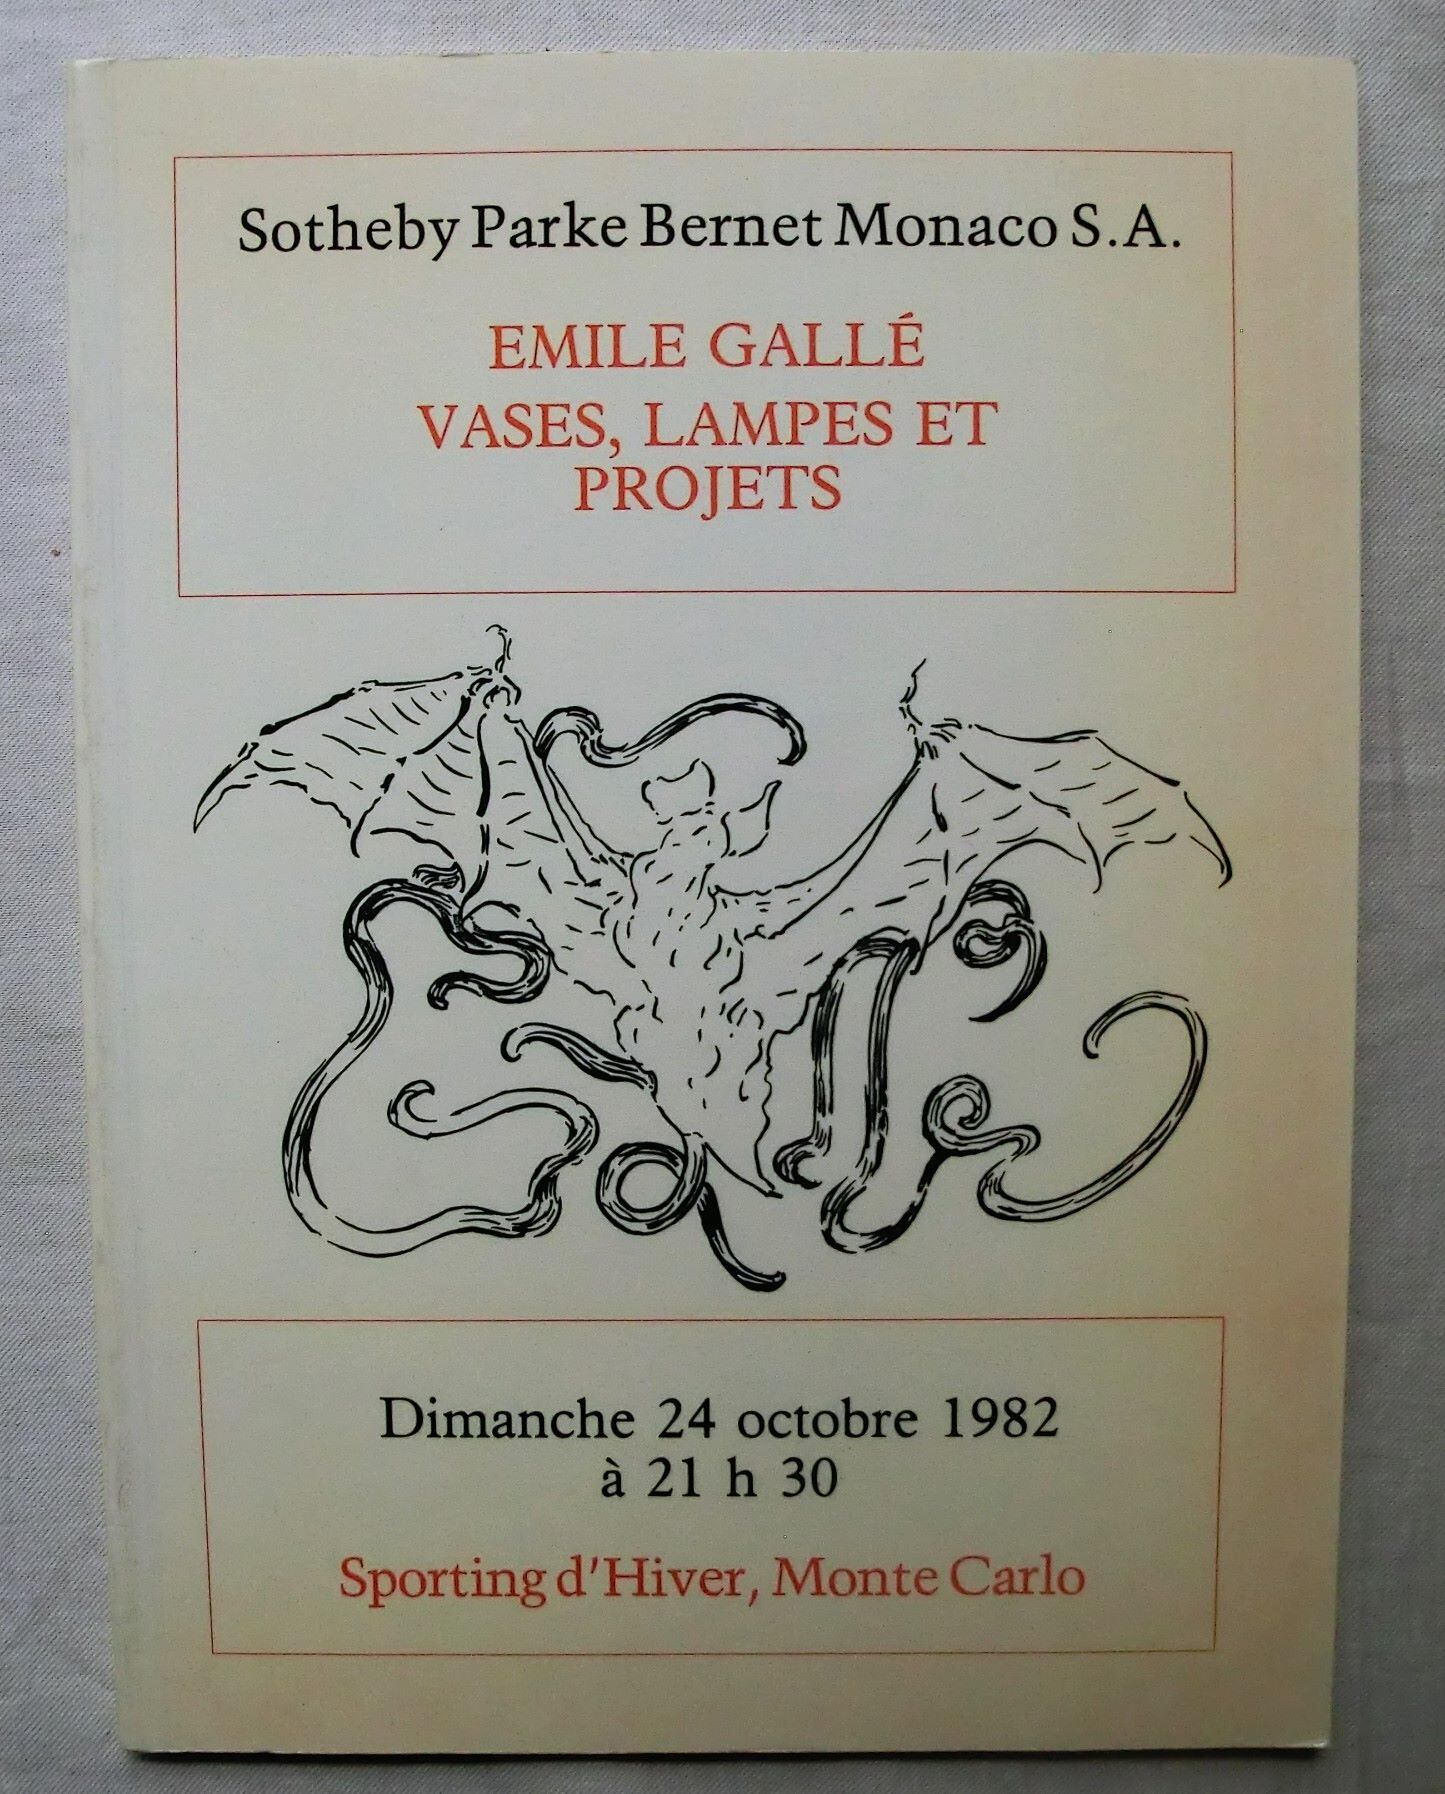 Sotheby Parke Bernet Monaco S.A.
EMILE GALLÉ
VASES, LAMPES ET
PROJETS
Dimanche 24 octobre 1982
à 21 h 30
Sporting d'Hiver, Monte Carlo